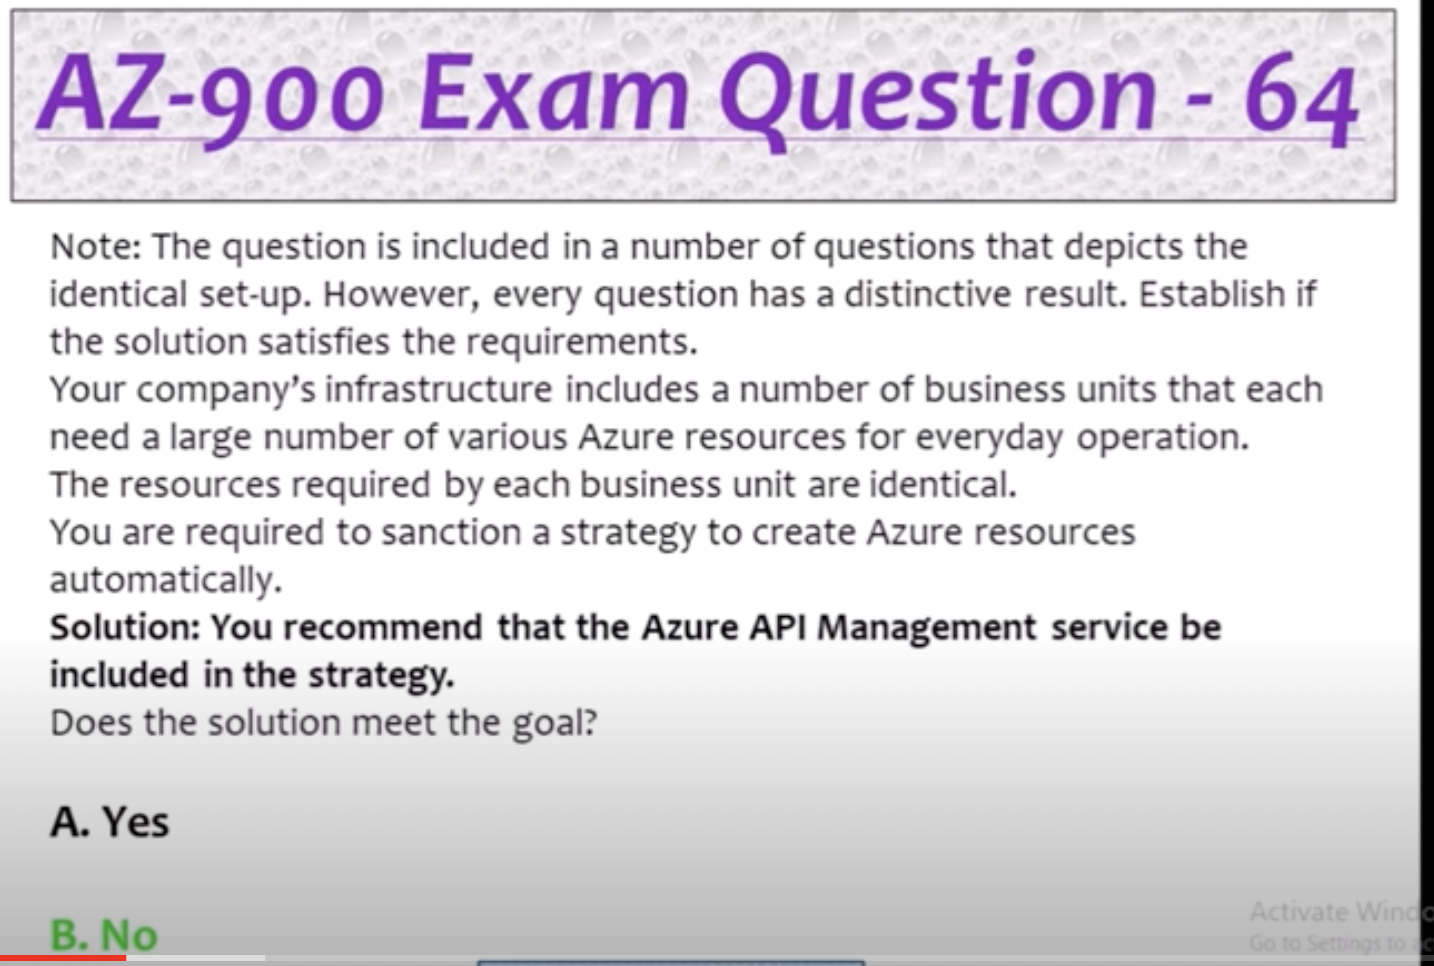 AZ-900 Exam Question - 64
Note: The question is included in a number of questions that depicts the
identical set-up. However, every question has a distinctive result. Establish if
the solution satisfies the requirements.
Your company's infrastructure includes a number of business units that each
need a large number of various Azure resources for everyday operation.
The resources required by each business unit are identical.
You are required to sanction a strategy to create Azure resources
automatically.
Solution: You recommend that the Azure API Management service be
included in the strategy.
Does the solution meet the goal?
A. Yes
B. No
Activate Windo
Go to Settings to ac